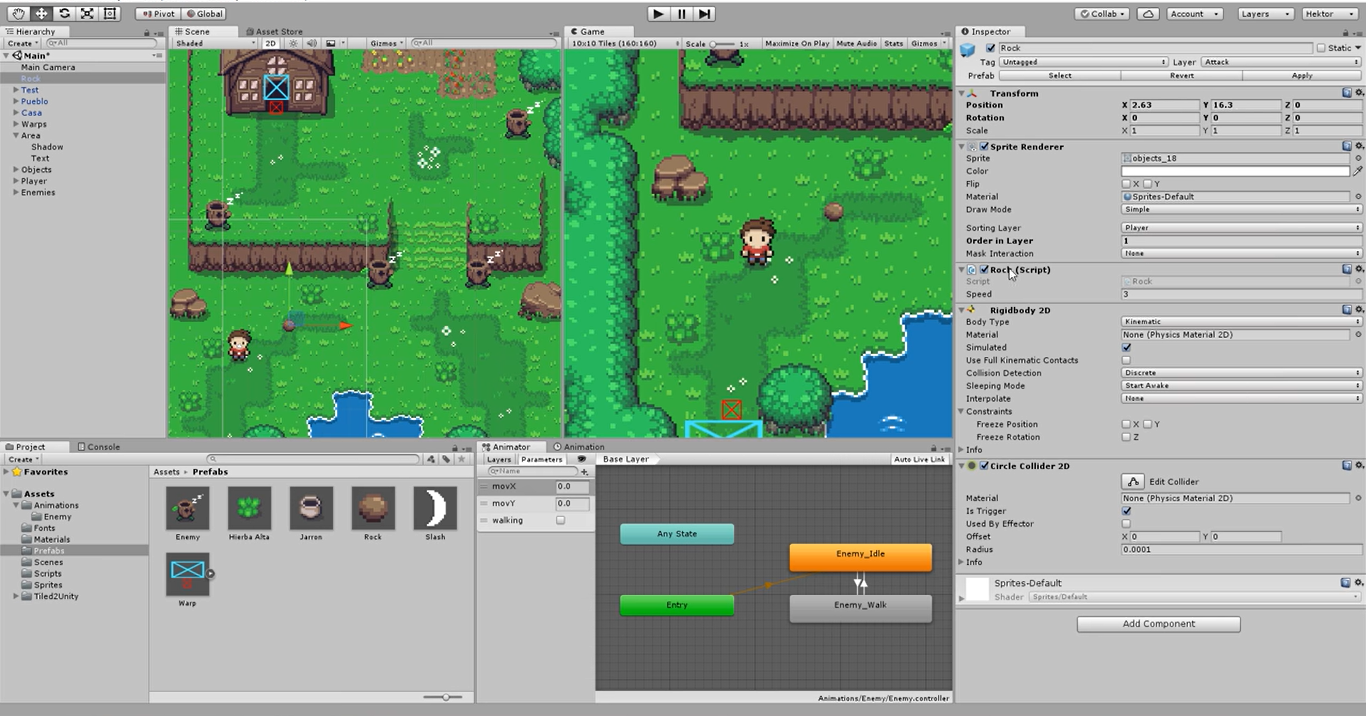 Pivot Global Collab Account Layers Hektor
Hierarchy
Create All
Main*
Main Camera
Rock
Test
Pueblo
Casa
Warps
Area
Shadow
Text
Objects
Player
Enemies
Scene Asset Store
Shaded 2D Gizmos All
Game
10x10 Tiles (160x160) Scale 1x Maximize On Play Mute Audio Stats Gizmos
Inspector
Rock Static
Tag Untagged Layer Attack
Prefab Select Revert Apply
Transform
Position X 2.63 Y 16.3 Z 0
Rotation X 0 Y 0 Z 0
Scale X 1 Y 1 Z 1
Sprite Renderer
Sprite objects_18
Color
Flip X Y
Material Sprites-Default
Draw Mode Simple
Sorting Layer Player
Order in Layer 1
Mask Interaction None
Rock (Script)
Script Rock
Speed 3
Rigidbody 2D
Body Type Kinematic
Material None (Physics Material 2D)
Simulated
Use Full Kinematic Contacts
Collision Detection Discrete
Sleeping Mode Start Awake
Interpolate None
Constraints
Freeze Position X Y
Freeze Rotation Z
Info
Circle Collider 2D
Edit Collider
Material None (Physics Material 2D)
Is Trigger
Used By Effector
Offset X 0 Y 0
Radius 0.0001
Info
Sprites-Default
Shader Sprites/Default
Add Component
Project Console
Create
Favorites
Assets
Animations
Enemy
Fonts
Materials
Prefabs
Scenes
Scripts
Sprites
Tiled2Unity
Assets Prefabs
Enemy Hierba Alta Jarron Rock Slash
Warp
Animator Animation
Layers Parameters Base Layer Auto Live Link
Name
movX 0.0
movY 0.0
walking
Any State
Enemy_Idle
Entry
Enemy_Walk
Animations/Enemy/Enemy.controller